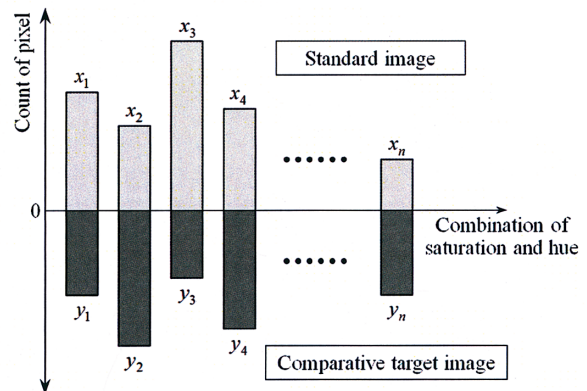 Count of pixel
x3
Standard image
x1
x2
x4
xn
0
Combination of
saturation and hue
y1
y2
y3
y4
yn
Comparative target image